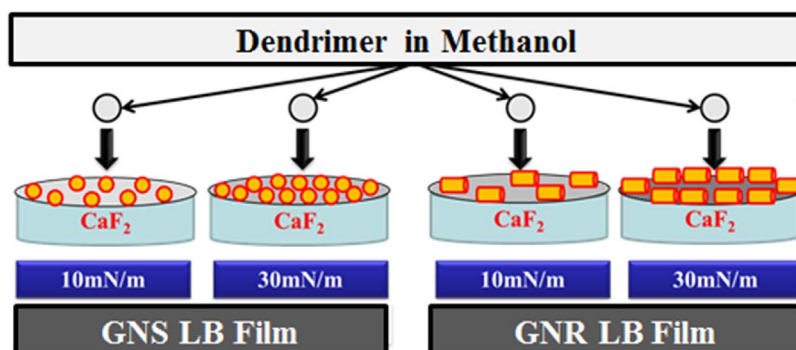 Dendrimer in Methanol
CaF₂ CaF₂ CaF₂ CaF₂
10mN/m 30mN/m 10mN/m 30mN/m
GNS LB Film GNR LB Film